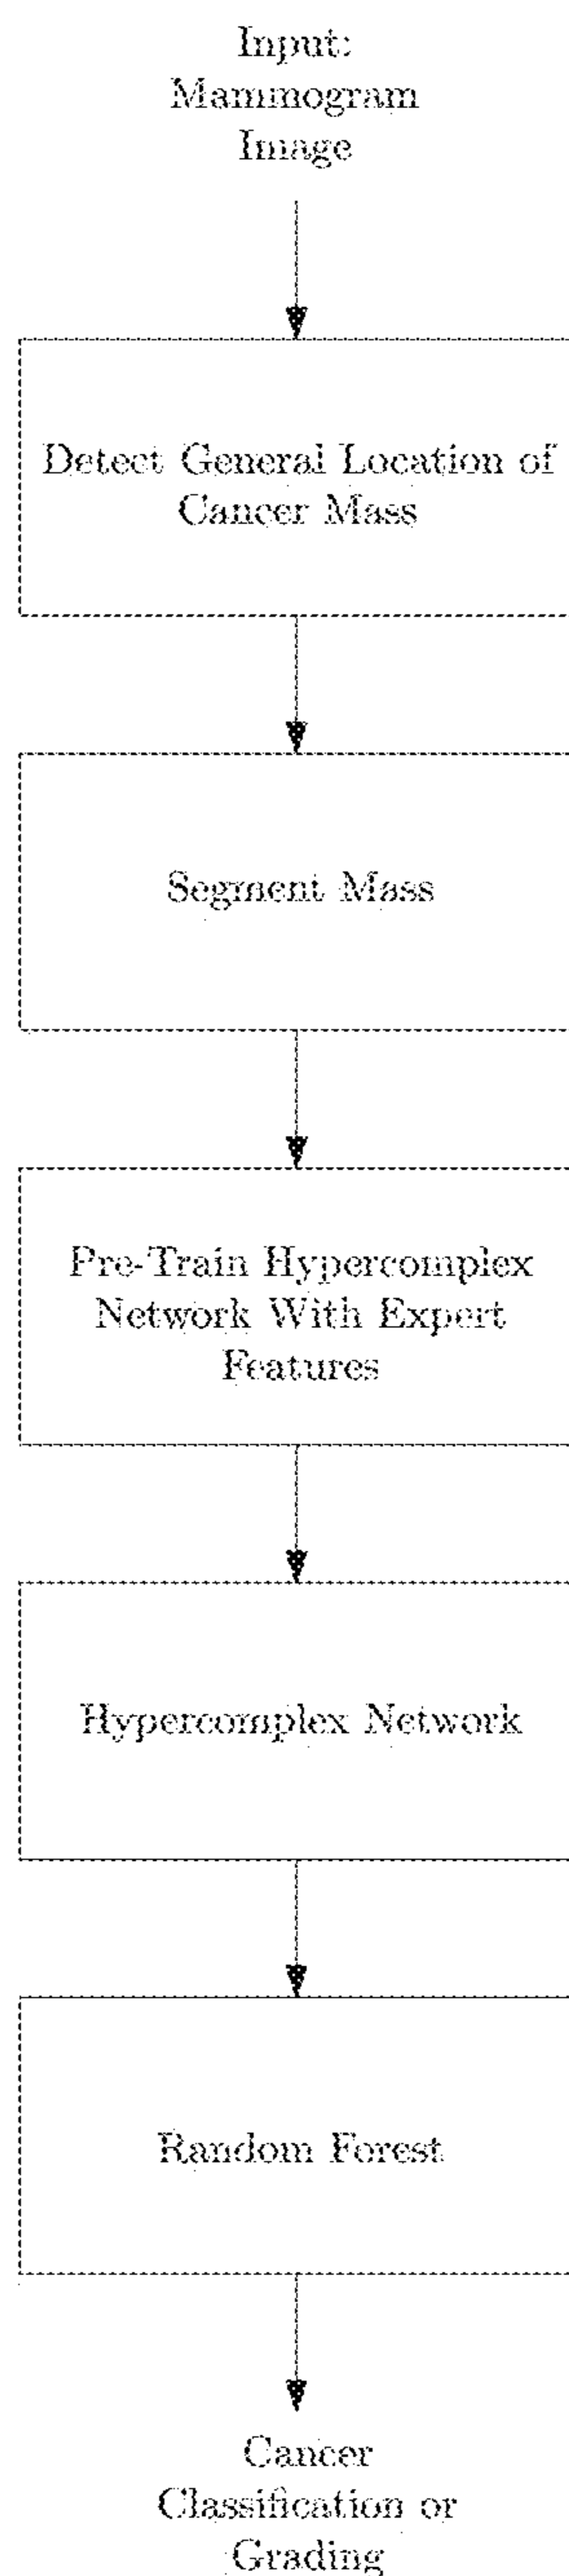 Input:
Mammogram
Image
Detect General Location of
Cancer Mass
Segment Mass
Pre-Train Hypercomplex
Network With Expert
Features
Hypercomplex Network
Random Forest
Cancer
Classification or
Grading